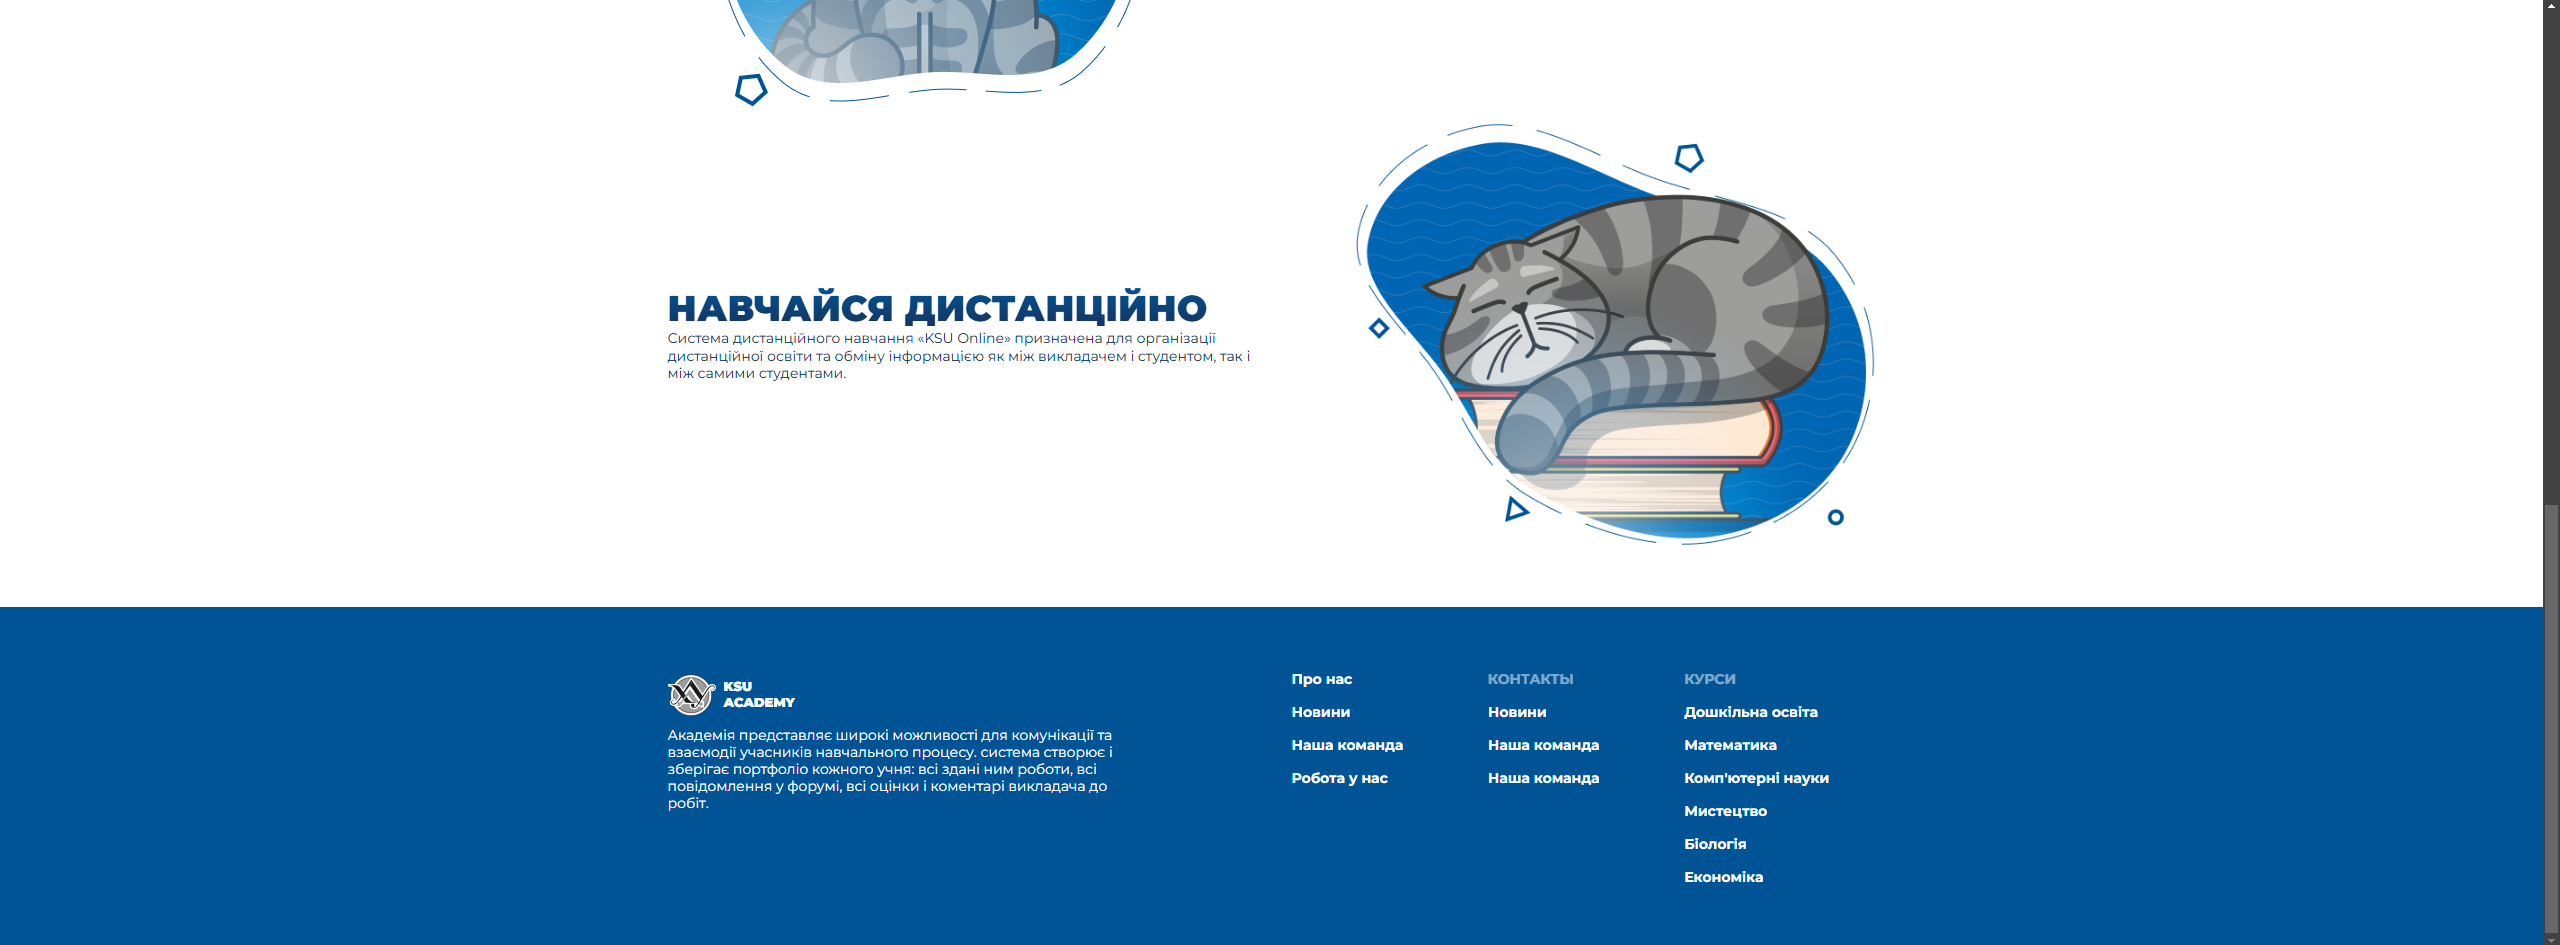 НАВЧАЙСЯ ДИСТАНЦІЙНО
Система дистанційного навчання «KSU Online» призначена для організації
дистанційної освіти та обміну інформацією як між викладачем і студентом, так і
між самими студентами.
KSU
ACADEMY
Академія представляє широкі можливості для комунікації та
взаємодії учасників навчального процесу. система створює і
зберігає портфоліо кожного учня: всі здані ним роботи, всі
повідомлення у форумі, всі оцінки і коментарі викладача до
робіт.
Про нас
Новини
Наша команда
Робота у нас
КОНТАКТЫ
Новини
Наша команда
Наша команда
КУРСИ
Дошкільна освіта
Математика
Комп'ютерні науки
Мистецтво
Біологія
Економіка